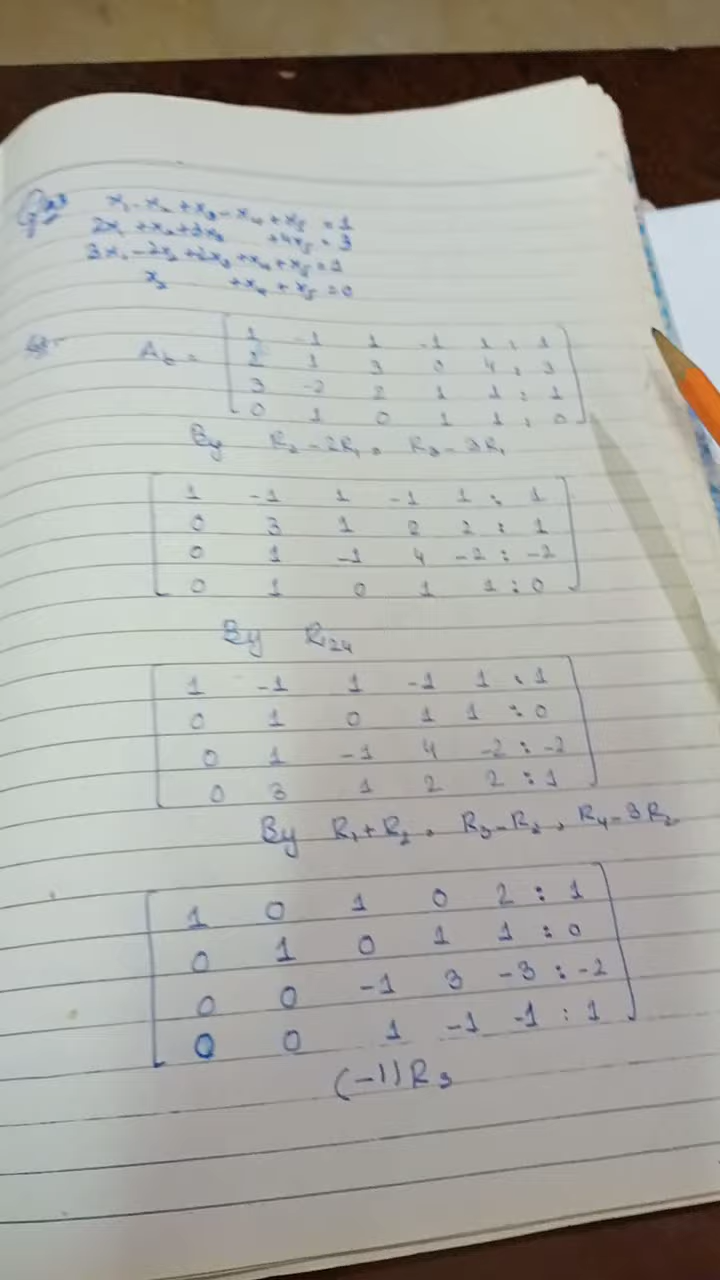 Q#3 x₁ - x₂ + x₃ - x₄ + x₅ = 1
2x₁ + x₂ + 3x₃ + 4x₅ = 3
3x₁ - 2x₂ + 2x₃ + x₄ + x₅ = 1
x₂ + x₄ + x₅ = 0
Sol:- A_b = 1 -1 1 -1 1 : 1
2 1 3 0 4 : 3
3 -2 2 1 1 : 1
0 1 0 1 1 : 0
By R₂ - 2R₁, R₃ - 3R₁
1 -1 1 -1 1 : 1
0 3 1 2 2 : 1
0 1 -1 4 -2 : -2
0 1 0 1 1 : 0
By R₂₄
1 -1 1 -1 1 : 1
0 1 0 1 1 : 0
0 1 -1 4 -2 : -2
0 3 1 2 2 : 1
By R₁ + R₂, R₃ - R₂, R₄ - 3R₂
1 0 1 0 2 : 1
0 1 0 1 1 : 0
0 0 -1 3 -3 : -2
0 0 1 -1 -1 : 1
(-1)R₃